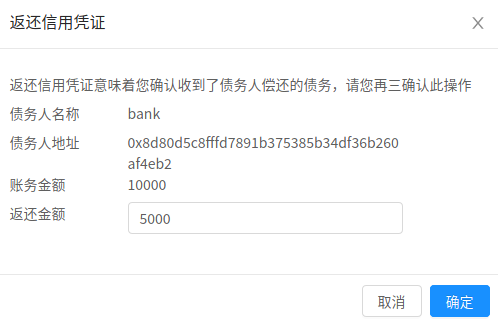 返还信用凭证
返还信用凭证意味着您确认收到了债务人偿还的债务，请您再三确认此操作
债务人名称 bank
债务人地址 0x8d80d5c8fffd7891b375385b34df36b260
af4eb2
账务金额 10000
返还金额 5000
取消 确定